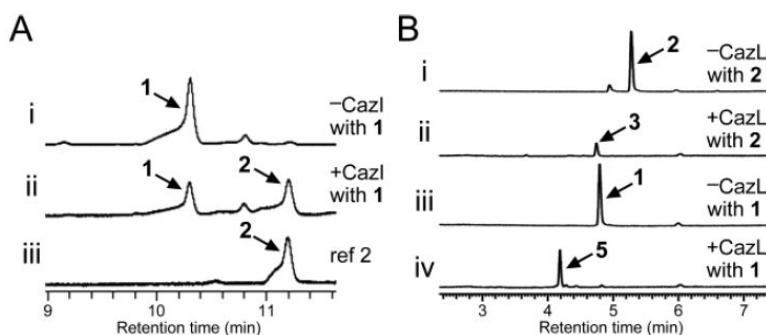 A
i
1
–CazI
with 1
ii
1
2
+CazI
with 1
iii
2
ref 2
9
10
11
Retention time (min)
B
i
2
–CazL
with 2
ii
3
+CazL
with 2
iii
1
–CazL
with 1
iv
5
+CazL
with 1
3
4
5
6
7
Retention time (min)